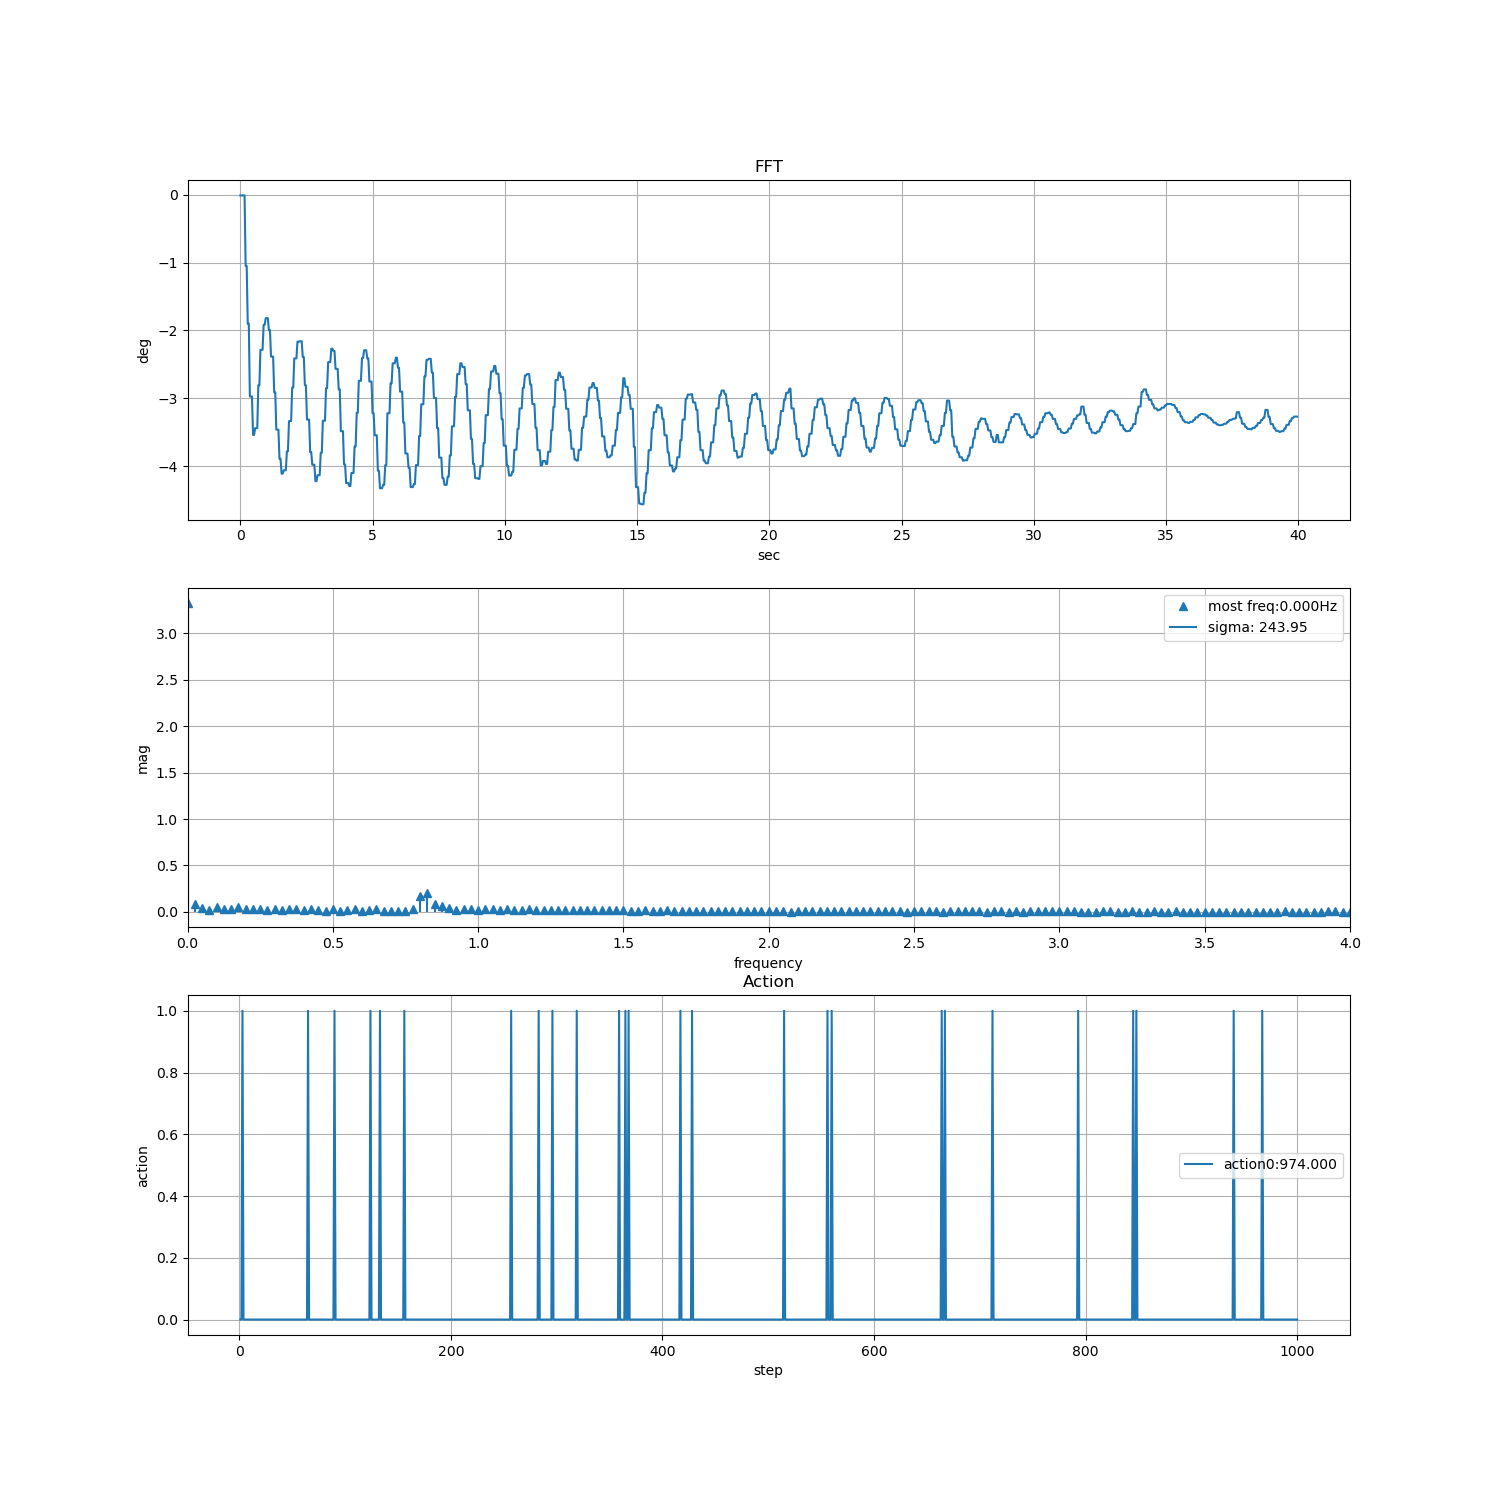 FFT
0
−1
−2
−3
−4
deg
0 5 10 15 20 25 30 35 40
sec
most freq:0.000Hz
sigma: 243.95
3.0
2.5
2.0
1.5
1.0
0.5
0.0
mag
0.0 0.5 1.0 1.5 2.0 2.5 3.0 3.5 4.0
frequency
Action
1.0
0.8
0.6
0.4
0.2
0.0
action
action0:974.000
0 200 400 600 800 1000
step